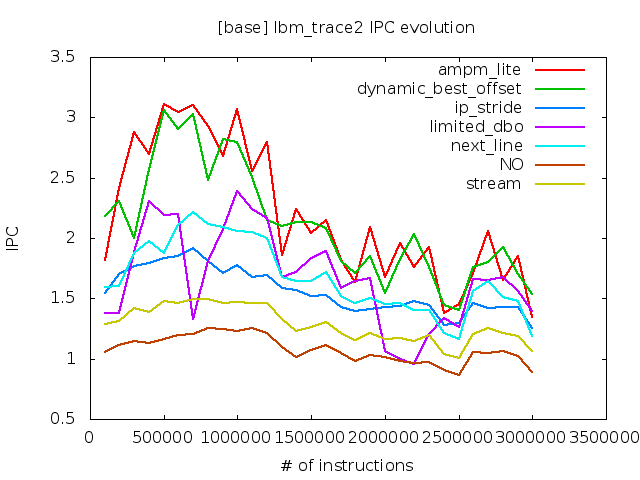 [base] lbm_trace2 IPC evolution
3.5
3
2.5
2
1.5
1
0.5
IPC
ampm_lite
dynamic_best_offset
ip_stride
limited_dbo
next_line
NO
stream
0 500000 1000000 1500000 2000000 2500000 3000000 3500000
# of instructions